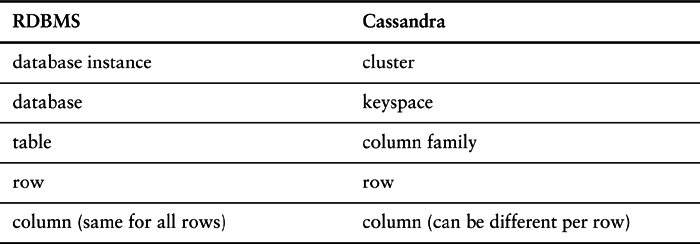 RDBMS Cassandra
database instance cluster
database keyspace
table column family
row row
column (same for all rows) column (can be different per row)